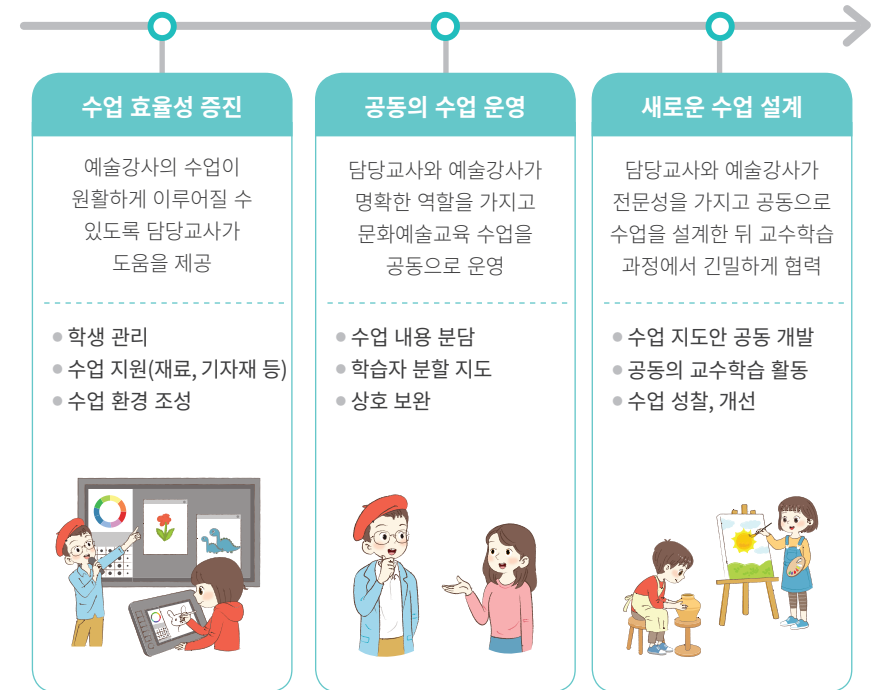 수업 효율성 증진
예술강사의 수업이
원활하게 이루어질 수
있도록 담당교사가
도움을 제공
학생 관리
수업 지원(재료, 기자재 등)
수업 환경 조성
공동의 수업 운영
담당교사와 예술강사가
명확한 역할을 가지고
문화예술교육 수업을
공동으로 운영
수업 내용 분담
학습자 분할 지도
상호 보완
새로운 수업 설계
담당교사와 예술강사가
전문성을 가지고 공동으로
수업을 설계한 뒤 교수학습
과정에서 긴밀하게 협력
수업 지도안 공동 개발
공동의 교수학습 활동
수업 성찰, 개선